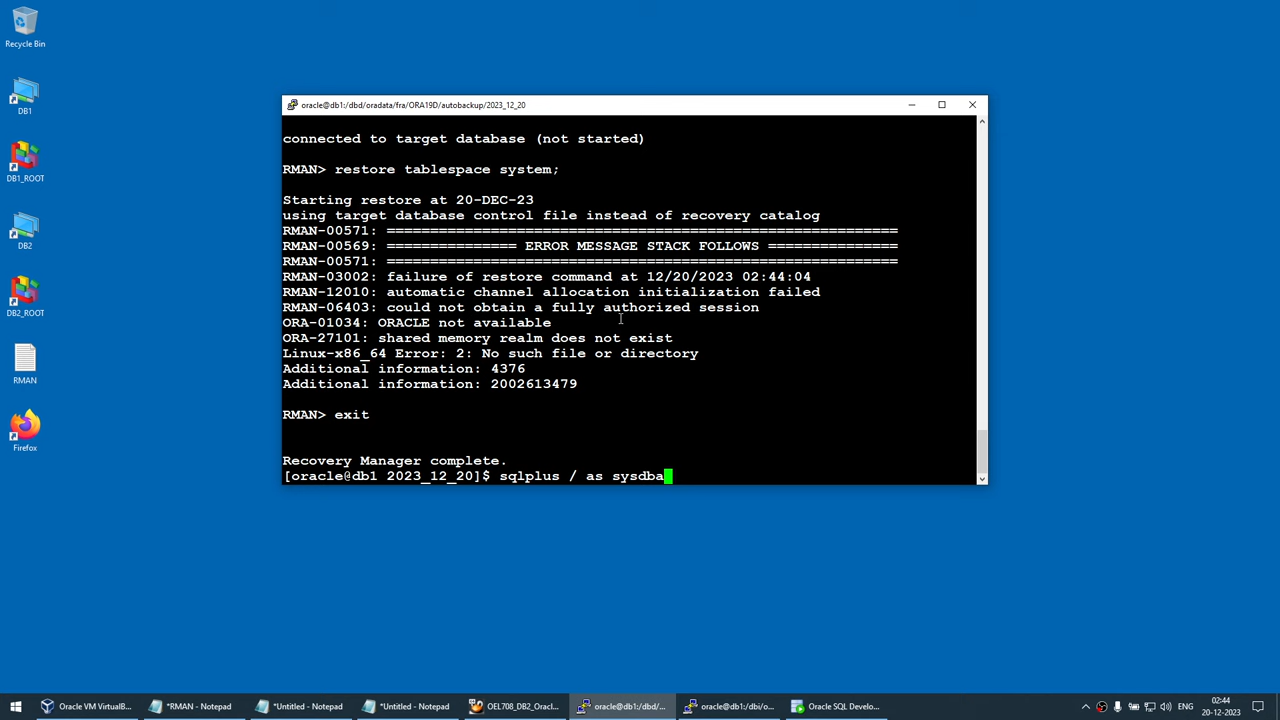 Recycle Bin
DB1
DB1_ROOT
DB2
DB2_ROOT
RMAN
Firefox
oracle@db1:/dbd/oradata/fra/ORA19D/autobackup/2023_12_20
connected to target database (not started)
RMAN> restore tablespace system;
Starting restore at 20-DEC-23
using target database control file instead of recovery catalog
RMAN-00571: ===========================================================
RMAN-00569: =============== ERROR MESSAGE STACK FOLLOWS ===============
RMAN-00571: ===========================================================
RMAN-03002: failure of restore command at 12/20/2023 02:44:04
RMAN-12010: automatic channel allocation initialization failed
RMAN-06403: could not obtain a fully authorized session
ORA-01034: ORACLE not available
ORA-27101: shared memory realm does not exist
Linux-x86_64 Error: 2: No such file or directory
Additional information: 4376
Additional information: 2002613479
RMAN> exit
Recovery Manager complete.
[oracle@db1 2023_12_20]$ sqlplus / as sysdba
Oracle VM VirtualB...
*RMAN - Notepad
*Untitled - Notepad
*Untitled - Notepad
OEL708_DB2_Orac...
oracle@db1:/dbd/...
oracle@db1:/dbi/o...
Oracle SQL Develo...
ENG
02:44
20-12-2023